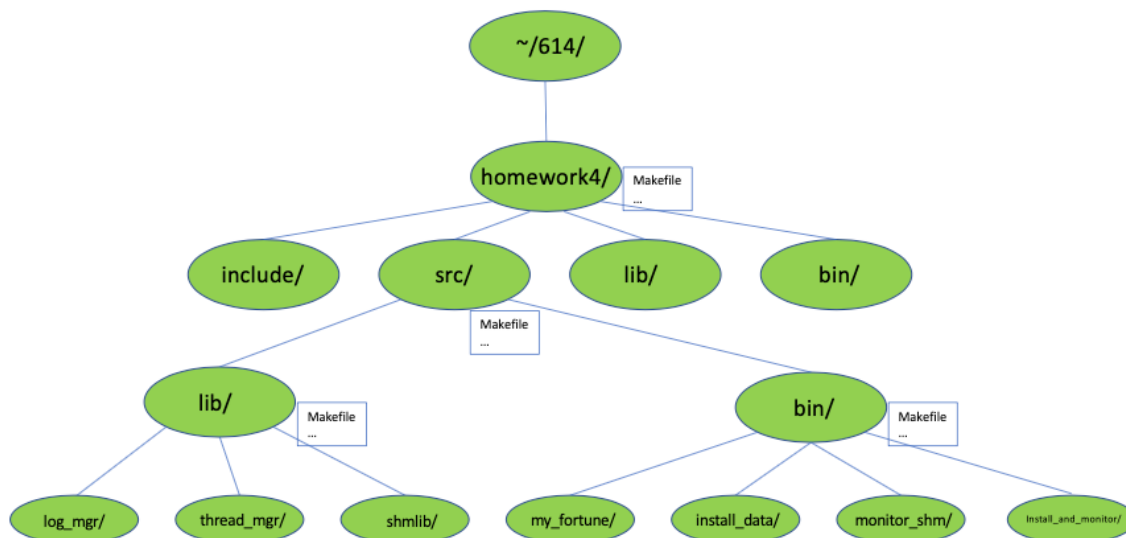 ~/614/
homework4/
Makefile
...
include/
src/
lib/
bin/
Makefile
...
lib/
Makefile
...
bin/
Makefile
...
log_mgr/
thread_mgr/
shmlib/
my_fortune/
install_data/
monitor_shm/
Install_and_monitor/